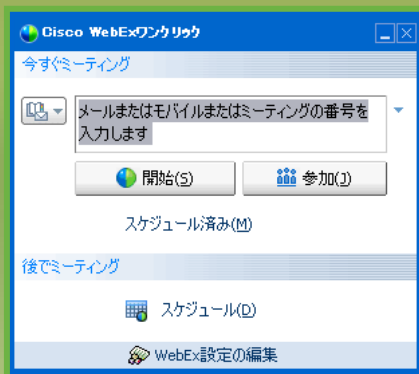 Cisco WebExワンクリック
今すぐミーティング
メールまたはモバイルまたはミーティングの番号を
入力します
開始(S)
参加(J)
スケジュール済み(M)
後でミーティング
スケジュール(D)
WebEx設定の編集